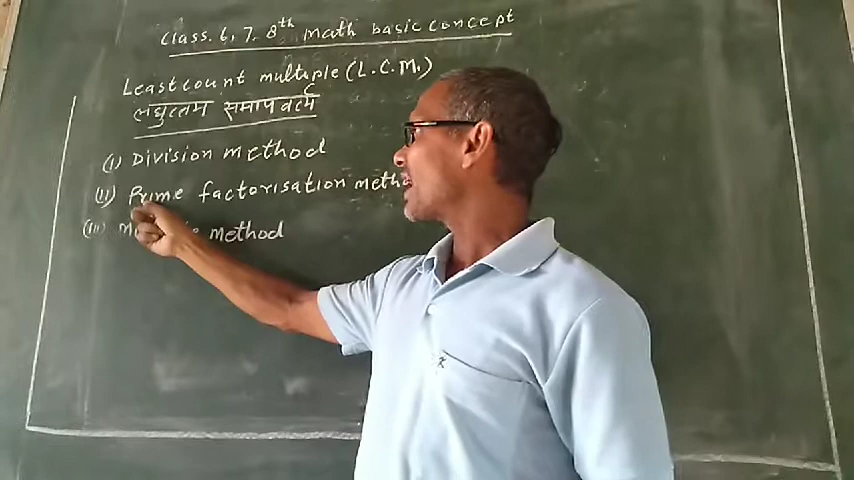 Class. 6, 7. 8th math basic concept
Least count multiple (L.C.M.)
लघुत्तम समापवर्त्य
(i) Division method
(ii) Prime factorisation
(iii) method